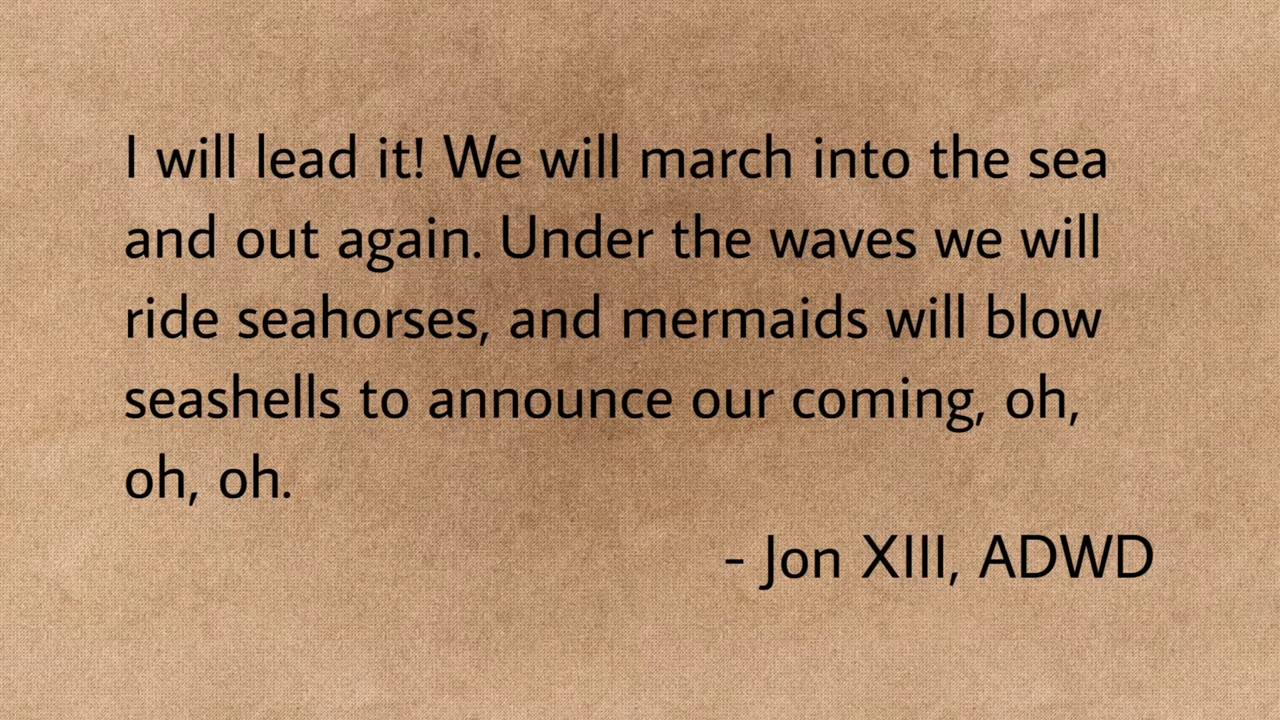 I will lead it! We will march into the sea
and out again. Under the waves we will
ride seahorses, and mermaids will blow
seashells to announce our coming, oh,
oh, oh.
- Jon XIII, ADWD